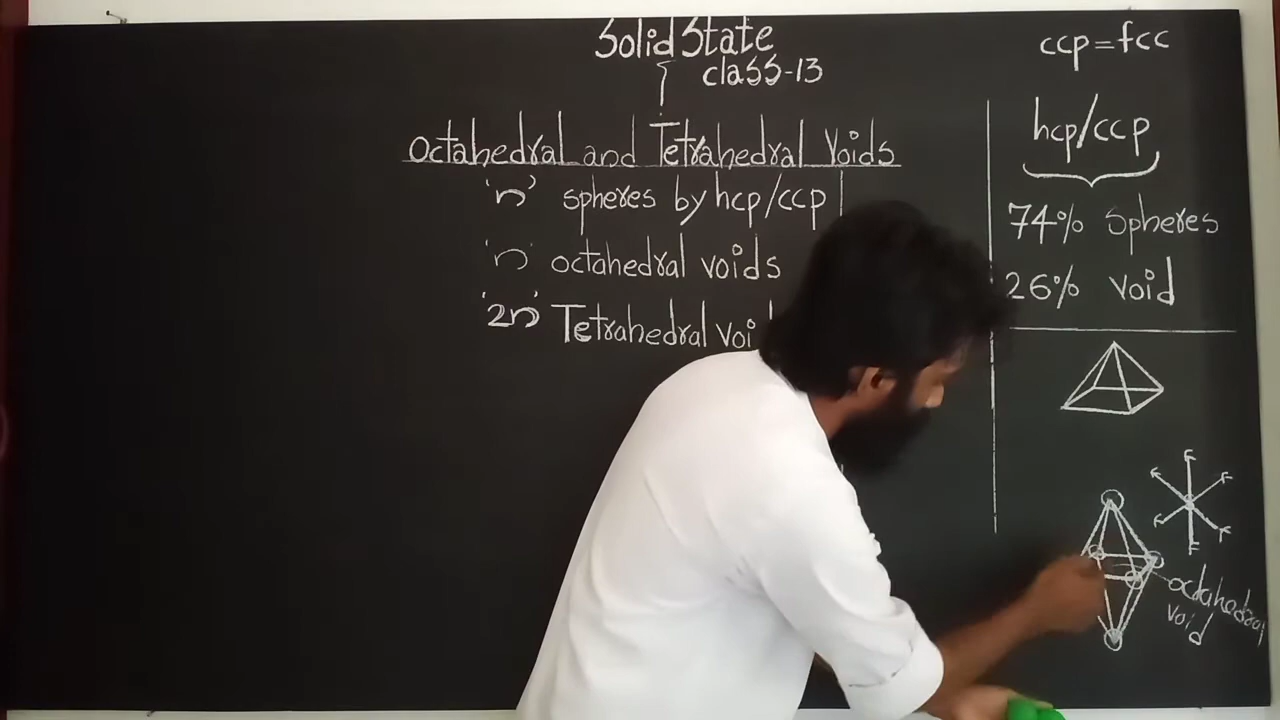 Solid State
class-13
Octahedral and Tetrahedral Voids
'n' spheres by hcp/ccp
'n' octahedral voids
'2n' Tetrahedral voi
ccp=fcc
hcp/ccp
74% spheres
26% void
F F
F
F F
F
octahedral
void